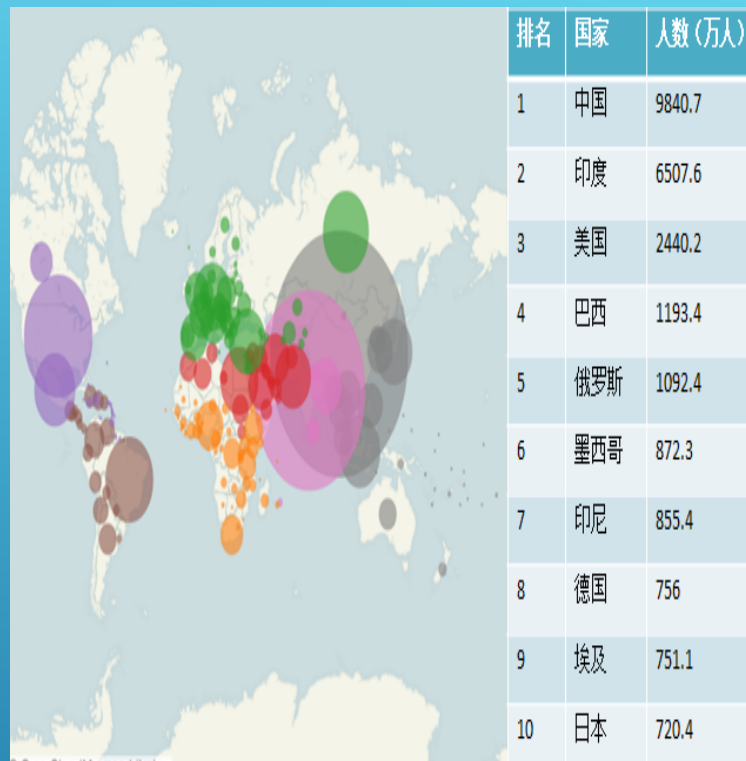 排名 国家 人数（万人）
1 中国 9840.7
2 印度 6507.6
3 美国 2440.2
4 巴西 1193.4
5 俄罗斯 1092.4
6 墨西哥 872.3
7 印尼 855.4
8 德国 756
9 埃及 751.1
10 日本 720.4